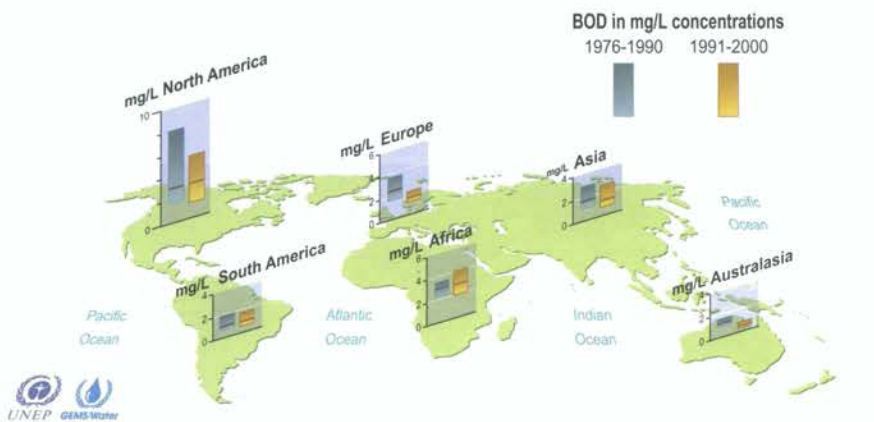 BOD in mg/L concentrations
1976-1990 1991-2000
mg/L North America
10
0
mg/L Europe
6
4
2
0
mg/L Asia
4
2
0
Pacific
Ocean
mg/L South America
4
2
0
mg/L Africa
6
4
2
0
mg/L Australasia
4
2
0
Pacific
Ocean
Atlantic
Ocean
Indian
Ocean
UNEP GEMS/Water